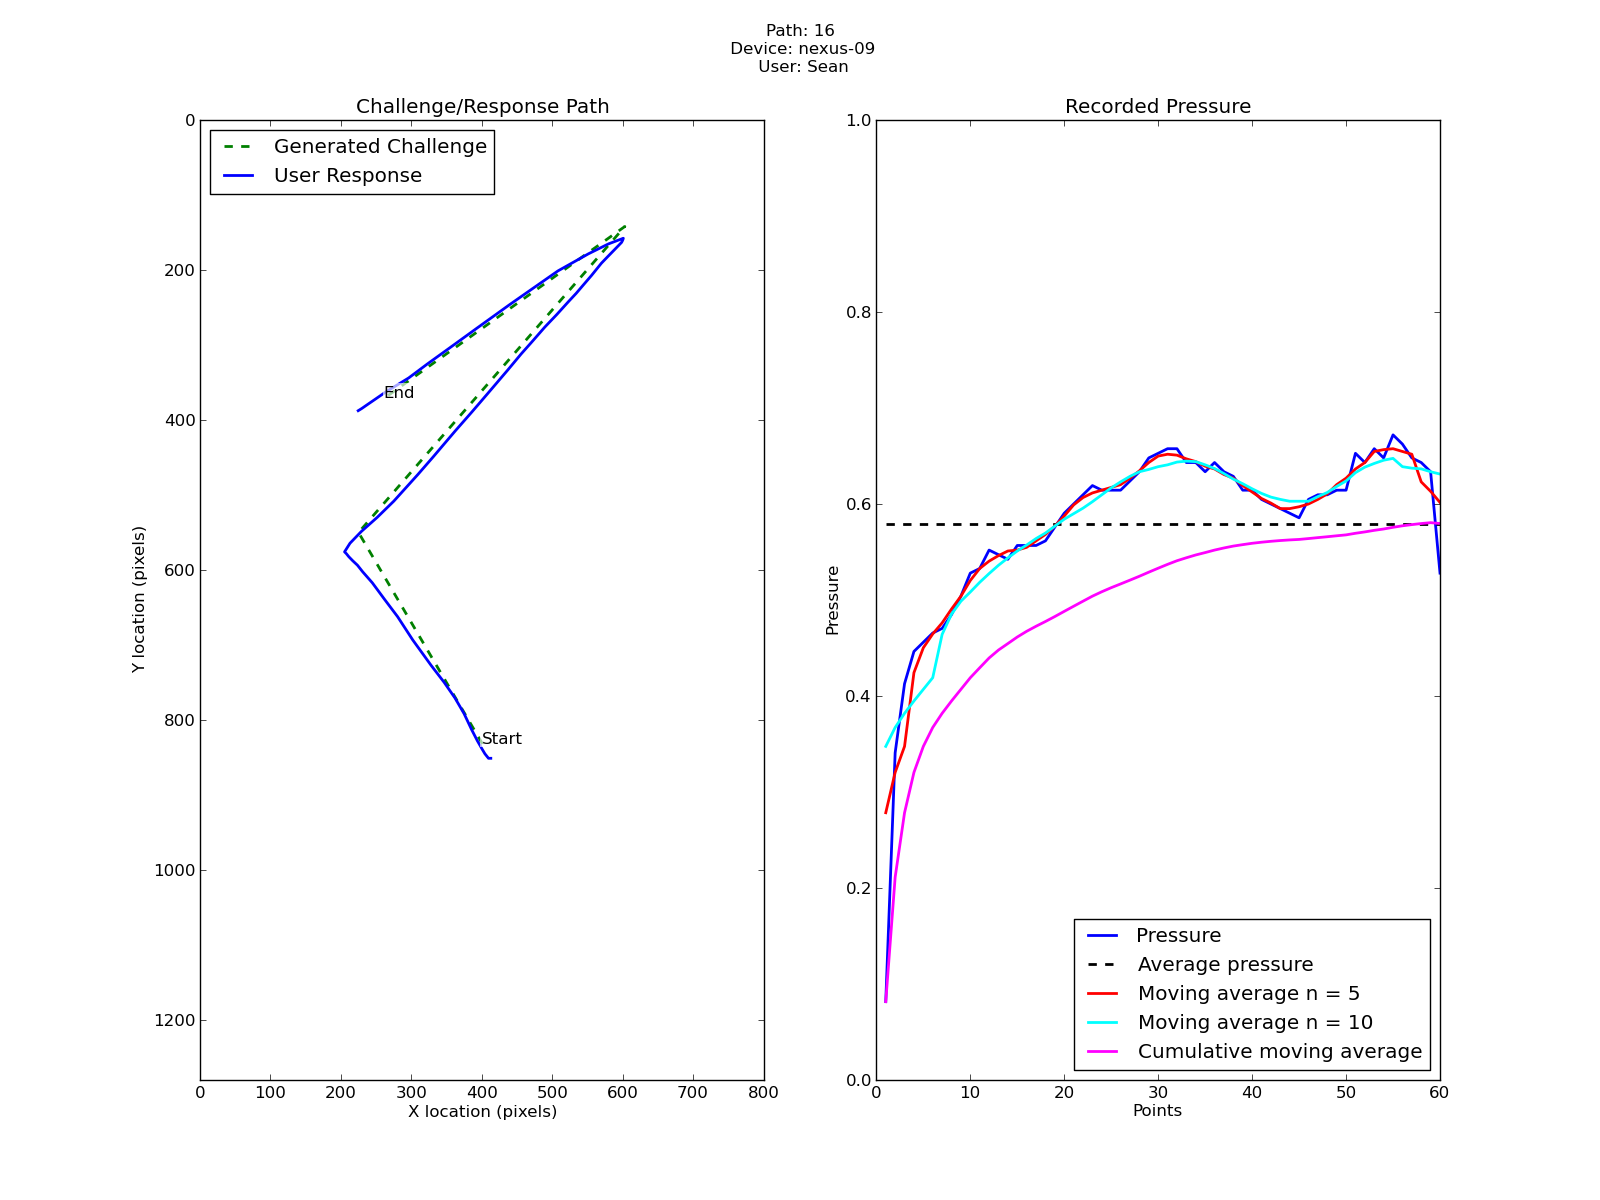 Path: 16
Device: nexus-09
User: Sean
Challenge/Response Path
Generated Challenge
User Response
0
200
400
600
800
1000
1200
Y location (pixels)
End
Start
0 100 200 300 400 500 600 700 800
X location (pixels)
Recorded Pressure
1.0
0.8
0.6
0.4
0.2
0.0
Pressure
Pressure
Average pressure
Moving average n = 5
Moving average n = 10
Cumulative moving average
0 10 20 30 40 50 60
Points